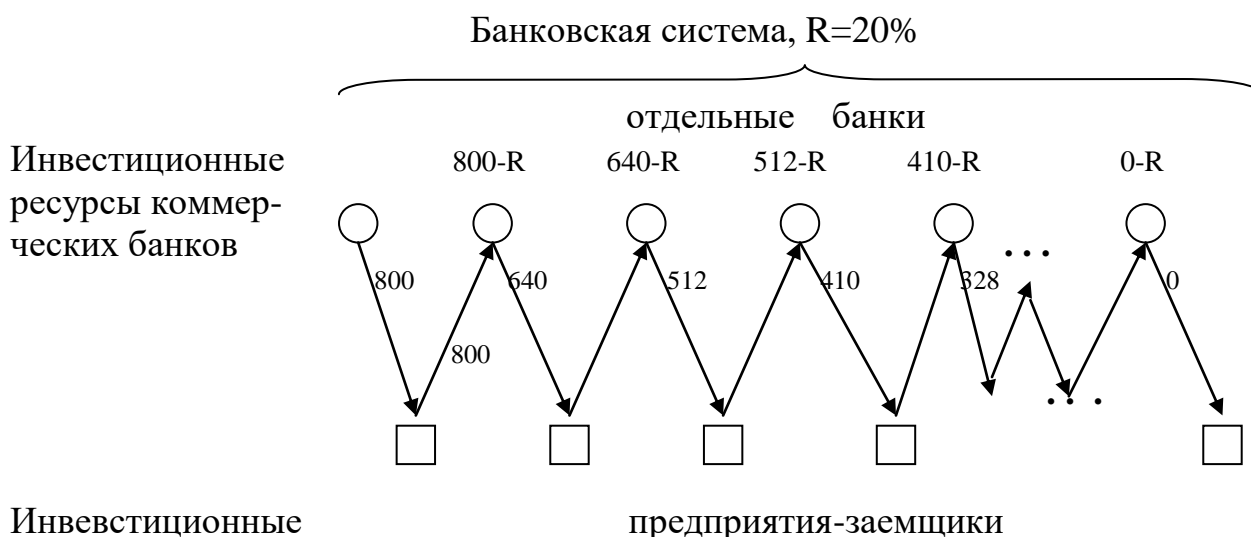 Банковская система, R=20%
отдельные банки
Инвестиционные
ресурсы коммер-
ческих банков
800-R 640-R 512-R 410-R 0-R
. . .
800 640 512 410 328 0
800
. . .
Инвевстиционные предприятия-заемщики